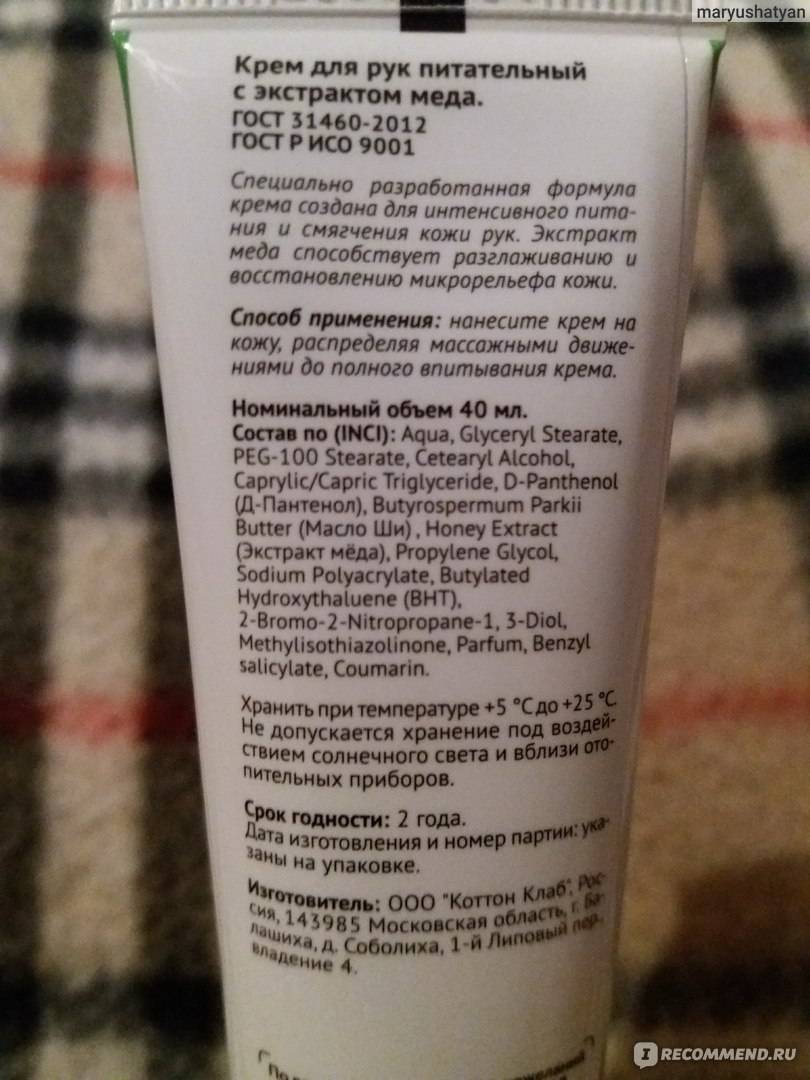 maryushatyan
Крем для рук питательный
с экстрактом меда.
ГОСТ 31460-2012
ГОСТ Р ИСО 9001
Специально разработанная формула
крема создана для интенсивного пита-
ния и смягчения кожи рук. Экстракт
меда способствует разглаживанию и
восстановлению микрорельефа кожи.
Способ применения: нанесите крем на
кожу, распределяя массажными движе-
ниями до полного впитывания крема.
Номинальный объем 40 мл.
Состав по (INCI): Aqua, Glyceryl Stearate,
PEG-100 Stearate, Cetearyl Alcohol,
Caprylic/Capric Triglyceride, D-Panthenol
(Д-Пантенол), Butyrospermum Parkii
Butter (Масло Ши) , Honey Extract
(Экстракт мёда), Propylene Glycol,
Sodium Polyacrylate, Butylated
Hydroxythaluene (BHT),
2-Bromo-2-Nitropropane-1, 3-Diol,
Methylisothiazolinone, Parfum, Benzyl
salicylate, Coumarin.
Хранить при температуре +5 °C до +25 °C.
Не допускается хранение под воздей-
ствием солнечного света и вблизи ото-
пительных приборов.
Срок годности: 2 года.
Дата изготовления и номер партии: ука-
заны на упаковке.
Изготовитель: ООО "Коттон Клаб", Рос-
сия, 143985 Московская область, г. Ба-
лашиха, д. Соболиха, 1-й Липовый пер.,
владение 4.
I RECOMMEND.RU